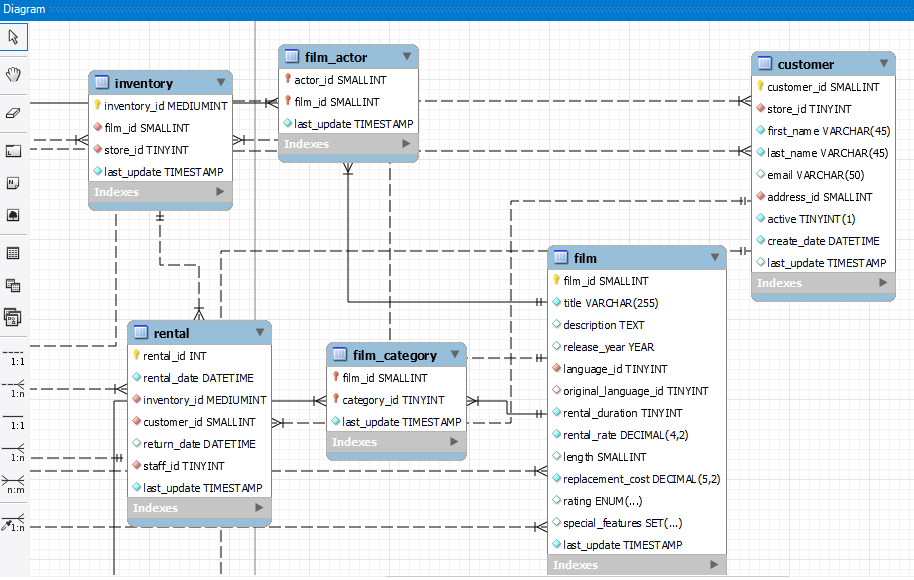 Diagram
inventory
inventory_id MEDIUMINT
film_id SMALLINT
store_id TINYINT
last_update TIMESTAMP
Indexes
film_actor
actor_id SMALLINT
film_id SMALLINT
last_update TIMESTAMP
Indexes
customer
customer_id SMALLINT
store_id TINYINT
first_name VARCHAR(45)
last_name VARCHAR(45)
email VARCHAR(50)
address_id SMALLINT
active TINYINT(1)
create_date DATETIME
last_update TIMESTAMP
Indexes
film
film_id SMALLINT
title VARCHAR(255)
description TEXT
release_year YEAR
language_id TINYINT
original_language_id TINYINT
rental_duration TINYINT
rental_rate DECIMAL(4,2)
length SMALLINT
replacement_cost DECIMAL(5,2)
rating ENUM(...)
special_features SET(...)
last_update TIMESTAMP
Indexes
rental
rental_id INT
rental_date DATETIME
inventory_id MEDIUMINT
customer_id SMALLINT
return_date DATETIME
staff_id TINYINT
last_update TIMESTAMP
Indexes
film_category
film_id SMALLINT
category_id TINYINT
last_update TIMESTAMP
Indexes
1:1
1:n
1:1
1:n
n:m
1:n